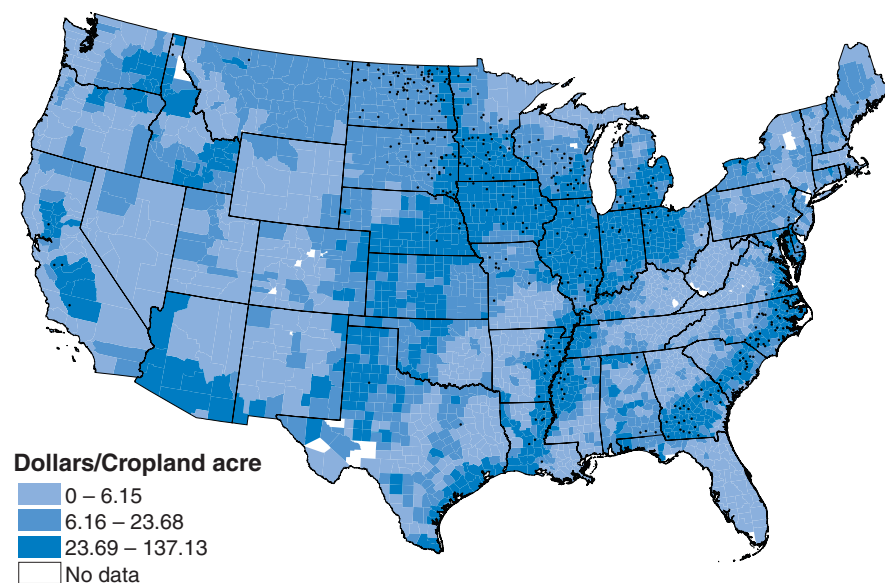 Dollars/Cropland acre
0 – 6.15
6.16 – 23.68
23.69 – 137.13
No data